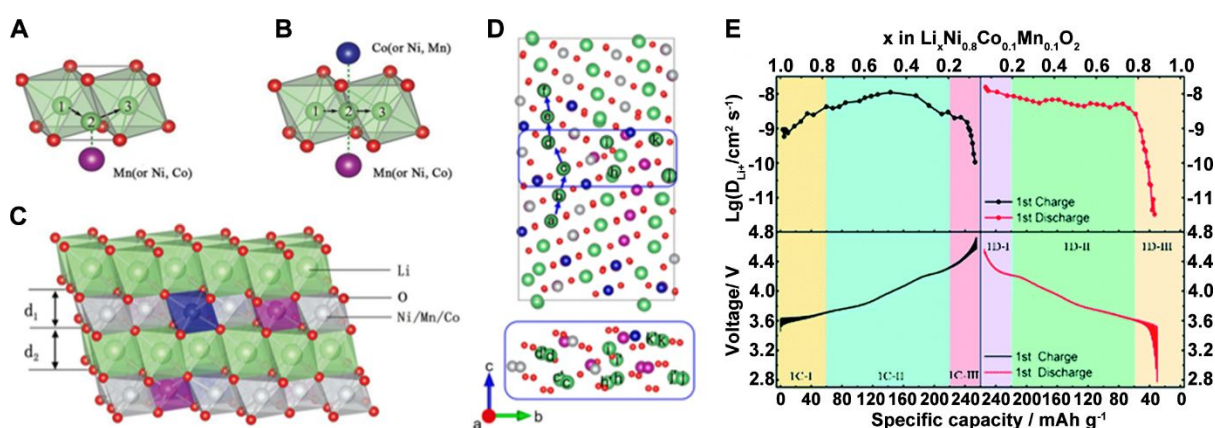 A
1
2
3
Mn(or Ni, Co)
B
Co(or Ni, Mn)
1
2
3
Mn(or Ni, Co)
C
Li
O
Ni/Mn/Co
d₁
d₂
D
f
e
d
c
b
a
c
b
a
E
x in LiₓNi₀.₈Co₀.₁Mn₀.₁O₂
1.0 0.8 0.6 0.4 0.2 0 0.2 0.4 0.6 0.8 1
Lg(D_Li+/cm² s⁻¹)
-8 -8
-9 -9
-10 -10
-11 -11
1st Charge
1st Discharge
4.8 4.8
4.4 4.4
4.0 4.0
3.6 3.6
3.2 3.2
2.8 2.8
Voltage/ V
1D-I 1D-II 1D-III
1st Charge
1st Discharge
1C-I 1C-II 1C-III
0 40 80 120 160 200 240 200 160 120 80 40 0
Specific capacity / mAh g⁻¹